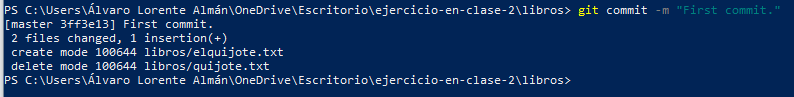 PS C:\Users\Álvaro Lorente Almán\OneDrive\Escritorio\ejercicio-en-clase-2\libros> git commit -m "First commit."
[master 3ff3e13] First commit.
 2 files changed, 1 insertion(+)
 create mode 100644 libros/elquijote.txt
 delete mode 100644 libros/quijote.txt
PS C:\Users\Álvaro Lorente Almán\OneDrive\Escritorio\ejercicio-en-clase-2\libros>